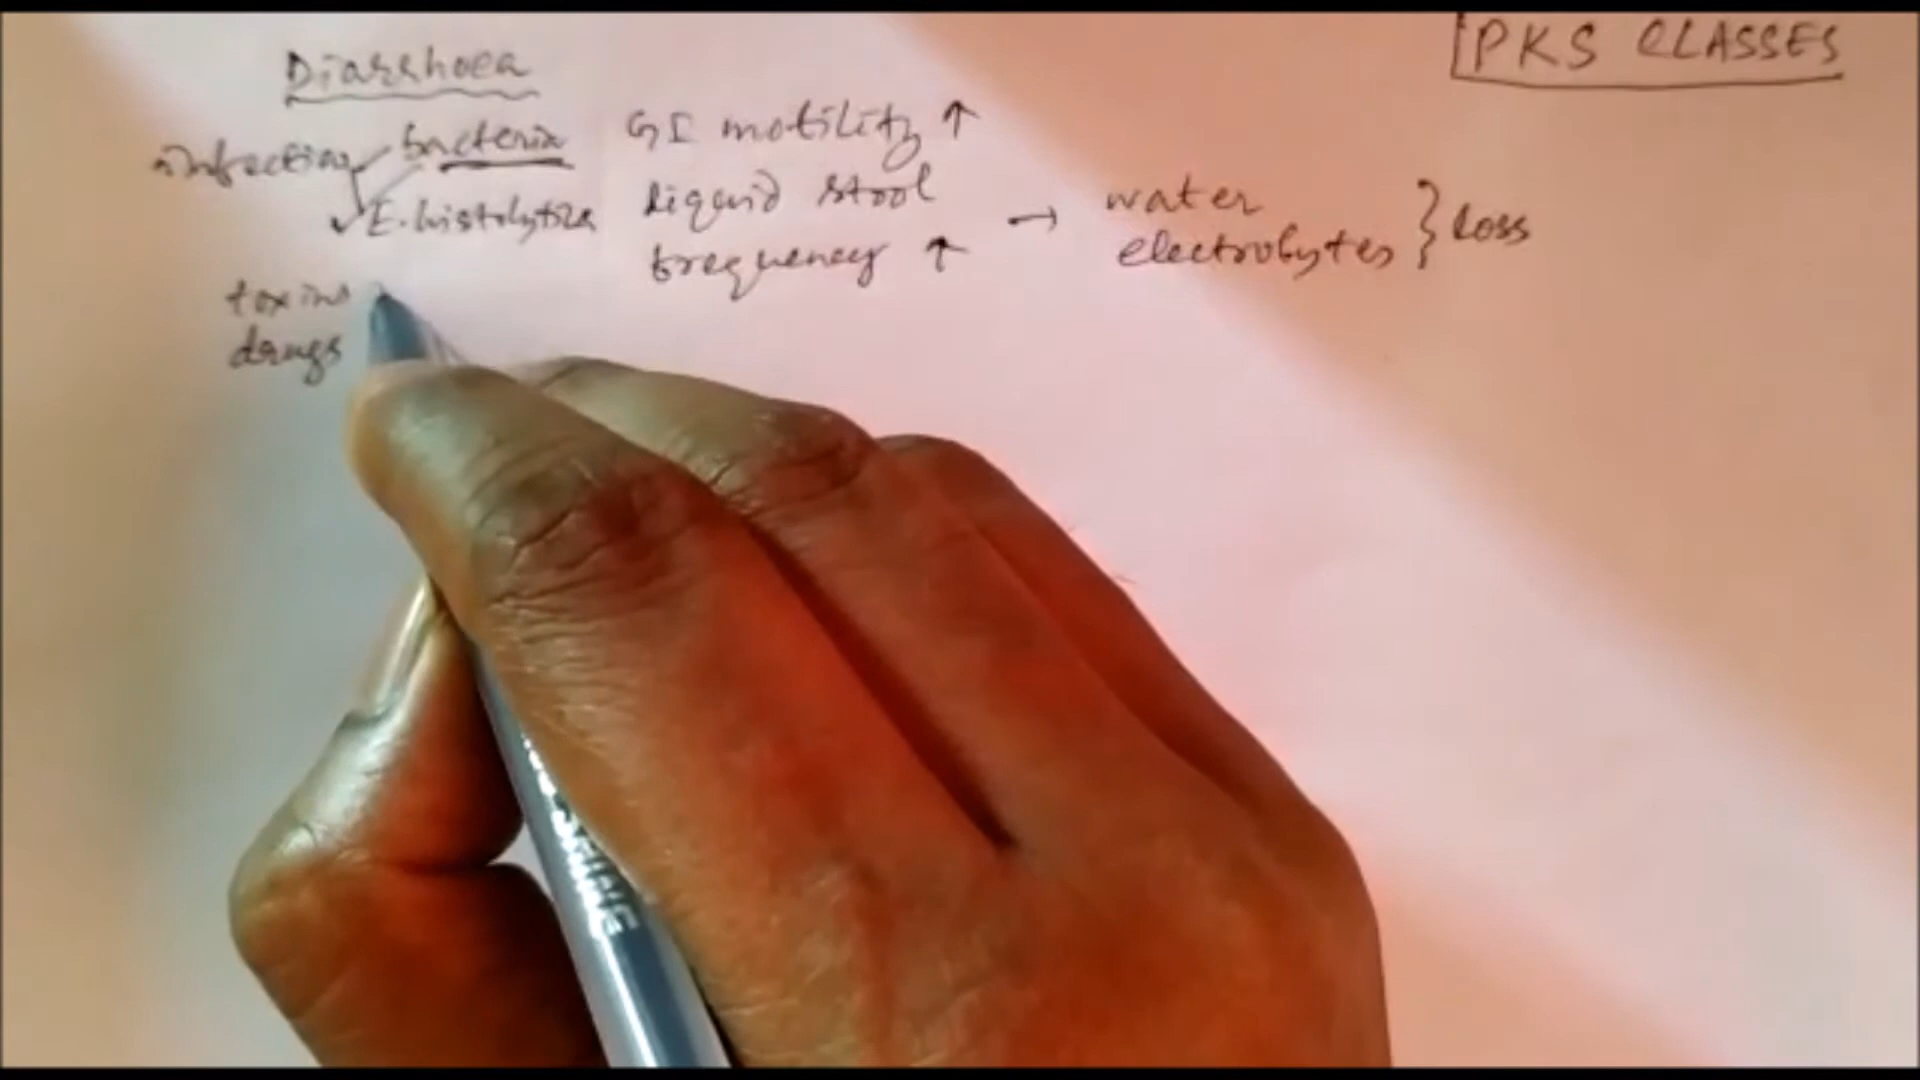 PKS CLASSES
Diarrhoea
infection bacteria
E. histolytica
toxins
drugs
GI motility ↑
liquid stool
frequency ↑
→ water
electrolytes } loss